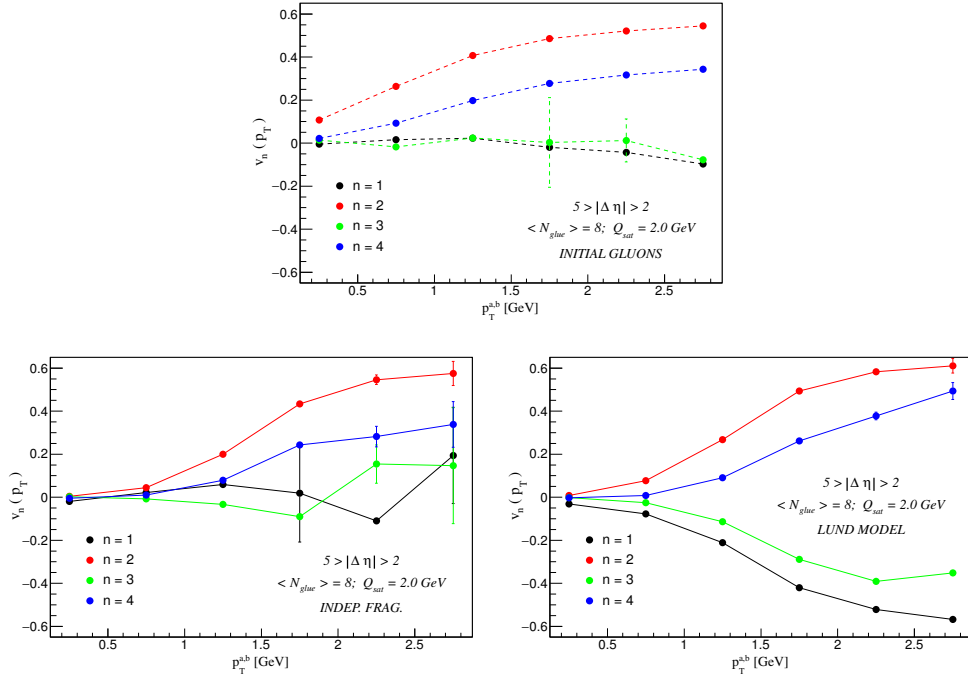 0.6
0.4
0.2
0
−0.2
−0.4
−0.6
v_n ( p_T )
n = 1
n = 2
n = 3
n = 4
5 > |Δ η| > 2
< N_glue > = 8; Q_sat = 2.0 GeV
INITIAL GLUONS
0.5 1 1.5 2 2.5
p_T^a,b [GeV]
0.6
0.4
0.2
0
−0.2
−0.4
−0.6
v_n ( p_T )
n = 1
n = 2
n = 3
n = 4
5 > |Δ η| > 2
< N_glue > = 8; Q_sat = 2.0 GeV
INDEP. FRAG.
0.5 1 1.5 2 2.5
p_T^a,b [GeV]
0.6
0.4
0.2
0
−0.2
−0.4
−0.6
v_n ( p_T )
n = 1
n = 2
n = 3
n = 4
5 > |Δ η| > 2
< N_glue > = 8; Q_sat = 2.0 GeV
LUND MODEL
0.5 1 1.5 2 2.5
p_T^a,b [GeV]